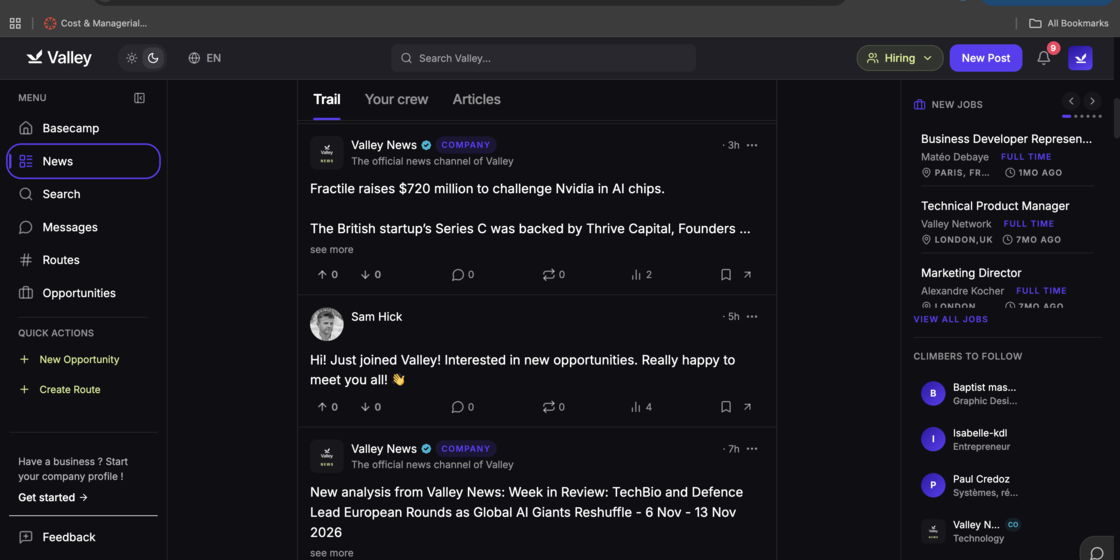 Cost & Managerial...
All Bookmarks
Valley
EN
Search Valley...
Hiring
New Post
9
MENU
Basecamp
News
Search
Messages
Routes
Opportunities
QUICK ACTIONS
+ New Opportunity
+ Create Route
Have a business ? Start
your company profile !
Get started →
Feedback
Trail
Your crew
Articles
Valley
NEWS
Valley News COMPANY · 3h ···
The official news channel of Valley
Fractile raises $720 million to challenge Nvidia in AI chips.
The British startup’s Series C was backed by Thrive Capital, Founders ...
see more
↑ 0 ↓ 0 0 0 2
Sam Hick · 5h ···
Hi! Just joined Valley! Interested in new opportunities. Really happy to
meet you all! 👋
↑ 0 ↓ 0 0 0 4
Valley
NEWS
Valley News COMPANY · 7h ···
The official news channel of Valley
New analysis from Valley News: Week in Review: TechBio and Defence
Lead European Rounds as Global AI Giants Reshuffle - 6 Nov - 13 Nov
2026
see more
NEW JOBS
Business Developer Represen...
Matéo Debaye FULL TIME
PARIS, FR... 1MO AGO
Technical Product Manager
Valley Network FULL TIME
LONDON,UK 7MO AGO
Marketing Director
Alexandre Kocher FULL TIME
LONDON 7MO AGO
VIEW ALL JOBS
CLIMBERS TO FOLLOW
B
Baptist mas...
Graphic Desi...
I
Isabelle-kdl
Entrepreneur
P
Paul Credoz
Systèmes, ré...
Valley
NEWS
Valley N... CO
Technology